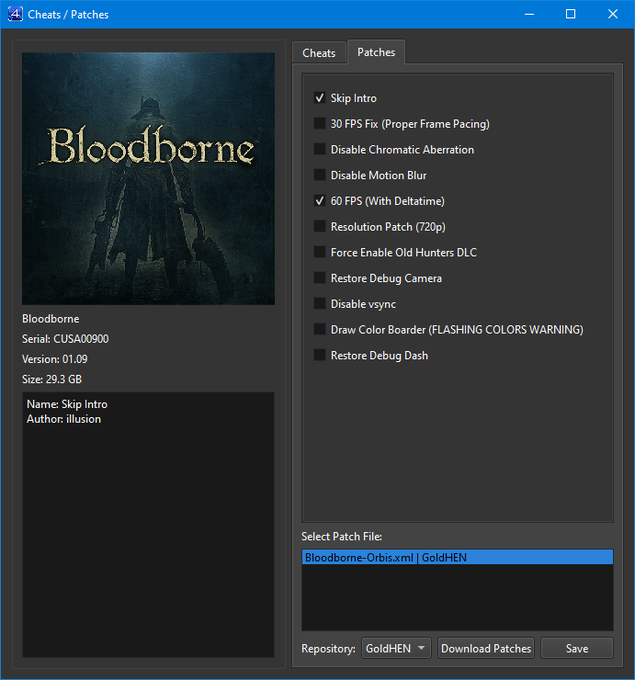 4 Cheats / Patches
Bloodborne
Bloodborne
Serial: CUSA00900
Version: 01.09
Size: 29.3 GB
Name: Skip Intro
Author: illusion
Cheats
Patches
Skip Intro
30 FPS Fix (Proper Frame Pacing)
Disable Chromatic Aberration
Disable Motion Blur
60 FPS (With Deltatime)
Resolution Patch (720p)
Force Enable Old Hunters DLC
Restore Debug Camera
Disable vsync
Draw Color Boarder (FLASHING COLORS WARNING)
Restore Debug Dash
Select Patch File:
Bloodborne-Orbis.xml | GoldHEN
Repository: GoldHEN Download Patches Save